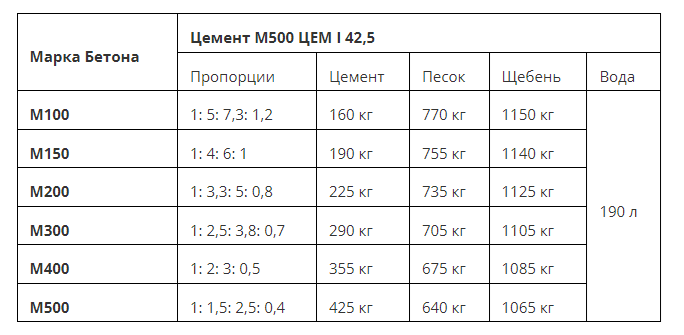 Марка Бетона
Цемент М500 ЦЕМ I 42,5
Пропорции Цемент Песок Щебень Вода
М100 1: 5: 7,3: 1,2 160 кг 770 кг 1150 кг
М150 1: 4: 6: 1 190 кг 755 кг 1140 кг
М200 1: 3,3: 5: 0,8 225 кг 735 кг 1125 кг
190 л
М300 1: 2,5: 3,8: 0,7 290 кг 705 кг 1105 кг
М400 1: 2: 3: 0,5 355 кг 675 кг 1085 кг
М500 1: 1,5: 2,5: 0,4 425 кг 640 кг 1065 кг